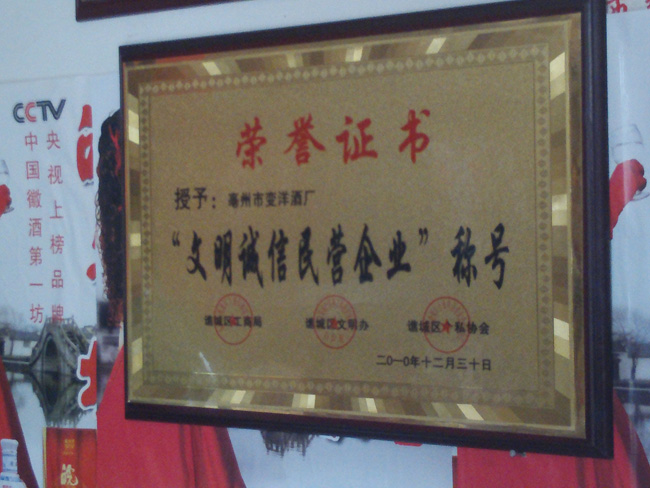 荣誉证书
授予：亳州市变洋酒厂
“文明诚信民营企业”称号
谯城区工商局 谯城区文明办 谯城区 私协会
二0一0年十二月三十日
CCTV
央视上榜品牌
中国徽酒第一坊